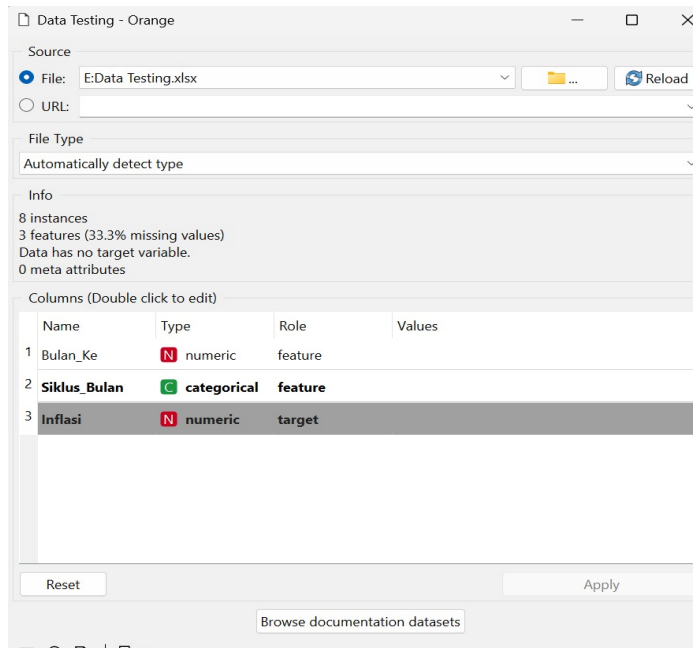 Data Testing - Orange
Source
File: E:Data Testing.xlsx ... Reload
URL:
File Type
Automatically detect type
Info
8 instances
3 features (33.3% missing values)
Data has no target variable.
0 meta attributes
Columns (Double click to edit)
Name Type Role Values
1 Bulan_Ke N numeric feature
2 Siklus_Bulan C categorical feature
3 Inflasi N numeric target
Reset Apply
Browse documentation datasets